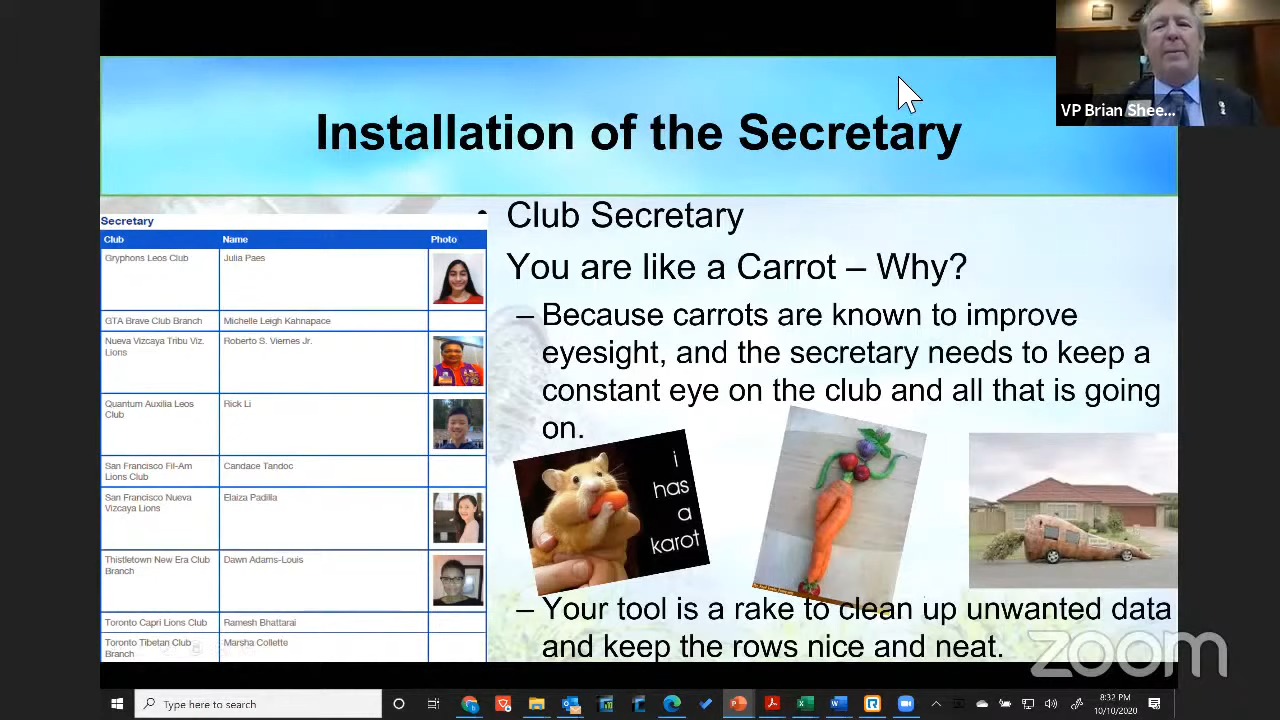 VP Brian Shee...
Installation of the Secretary
Secretary
Club Name Photo
Gryphons Leos Club Julia Paes
GTA Brave Club Branch Michelle Leigh Kahnapace
Nueva Vizcaya Tribu Viz. Roberto S. Viernes Jr.
Lions
Quantum Auxilia Leos Rick Li
Club
San Francisco Fil-Am Candace Tandoc
Lions Club
San Francisco Nueva Elaiza Padilla
Vizcaya Lions
Thistletown New Era Club Dawn Adams-Louis
Branch
Toronto Capri Lions Club Ramesh Bhattarai
Toronto Tibetan Club Marsha Collette
Branch
• Club Secretary
You are like a Carrot – Why?
– Because carrots are known to improve
eyesight, and the secretary needs to keep a
constant eye on the club and all that is going
on.
i
has
a
karot
– Your tool is a rake to clean up unwanted data
and keep the rows nice and neat.
zoom
Type here to search
8:32 PM
10/10/2020